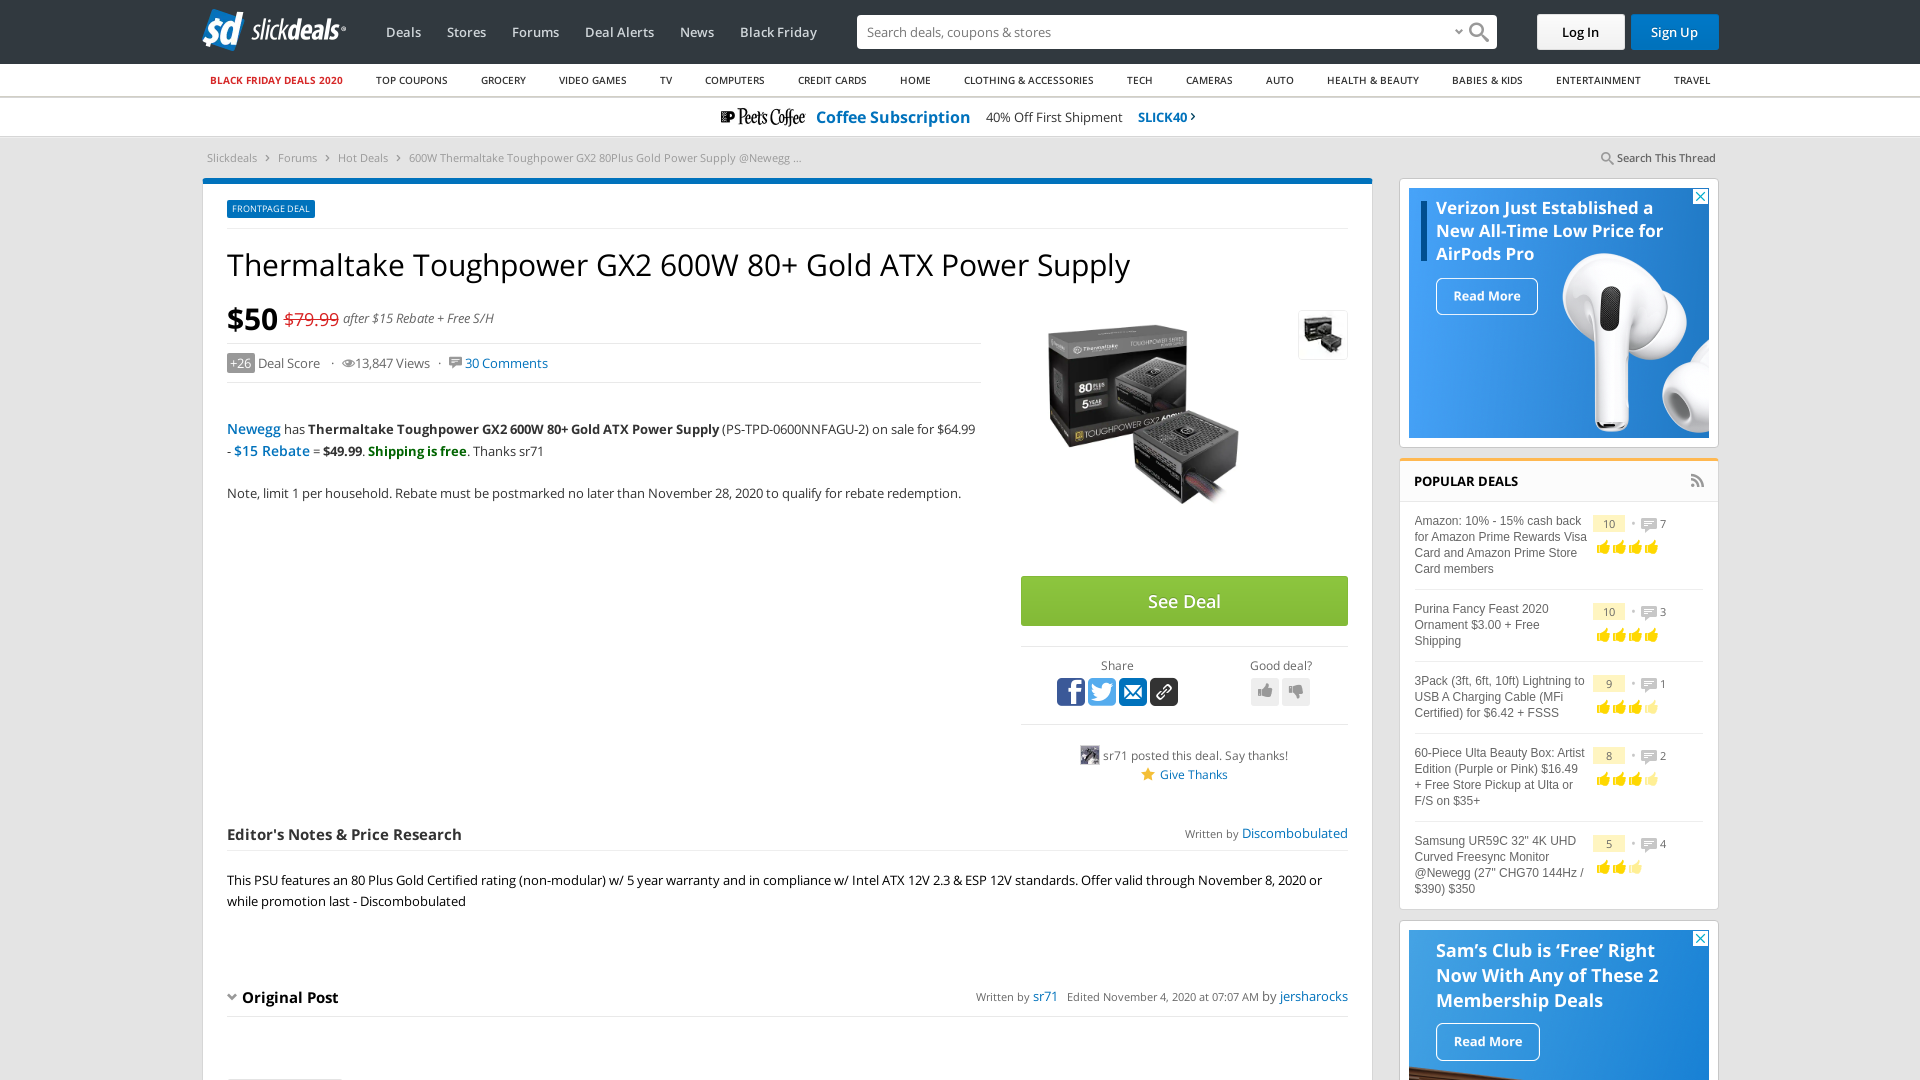 slickdeals
Deals
Stores
Forums
Deal Alerts
News
Black Friday
Search deals, coupons & stores
Log In
Sign Up
BLACK FRIDAY DEALS 2020
TOP COUPONS
GROCERY
VIDEO GAMES
TV
COMPUTERS
CREDIT CARDS
HOME
CLOTHING & ACCESSORIES
TECH
CAMERAS
AUTO
HEALTH & BEAUTY
BABIES & KIDS
ENTERTAINMENT
TRAVEL
Peet's Coffee Coffee Subscription 40% Off First Shipment SLICK40
Slickdeals › Forums › Hot Deals › 600W Thermaltake Toughpower GX2 80Plus Gold Power Supply @Newegg ...
Search This Thread
FRONTPAGE DEAL
Thermaltake Toughpower GX2 600W 80+ Gold ATX Power Supply
$50 $79.99 after $15 Rebate + Free S/H
+26 Deal Score · 13,847 Views · 30 Comments
Newegg has Thermaltake Toughpower GX2 600W 80+ Gold ATX Power Supply (PS-TPD-0600NNFAGU-2) on sale for $64.99
- $15 Rebate = $49.99. Shipping is free. Thanks sr71
Note, limit 1 per household. Rebate must be postmarked no later than November 28, 2020 to qualify for rebate redemption.
Thermaltake
80 PLUS
5 YEAR
TOUGHPOWER GX2 600W
See Deal
Share
Good deal?
sr71 posted this deal. Say thanks!
Give Thanks
Editor's Notes & Price Research
Written by Discombobulated
This PSU features an 80 Plus Gold Certified rating (non-modular) w/ 5 year warranty and in compliance w/ Intel ATX 12V 2.3 & ESP 12V standards. Offer valid through November 8, 2020 or
while promotion last - Discombobulated
Original Post
Written by sr71 Edited November 4, 2020 at 07:07 AM by jersharocks
Verizon Just Established a
New All-Time Low Price for
AirPods Pro
Read More
POPULAR DEALS
Amazon: 10% - 15% cash back
for Amazon Prime Rewards Visa
Card and Amazon Prime Store
Card members
10 • 7
Purina Fancy Feast 2020
Ornament $3.00 + Free
Shipping
10 • 3
3Pack (3ft, 6ft, 10ft) Lightning to
USB A Charging Cable (MFi
Certified) for $6.42 + FSSS
9 • 1
60-Piece Ulta Beauty Box: Artist
Edition (Purple or Pink) $16.49
+ Free Store Pickup at Ulta or
F/S on $35+
8 • 2
Samsung UR59C 32" 4K UHD
Curved Freesync Monitor
@Newegg (27" CHG70 144Hz /
$390) $350
5 • 4
Sam's Club is 'Free' Right
Now With Any of These 2
Membership Deals
Read More